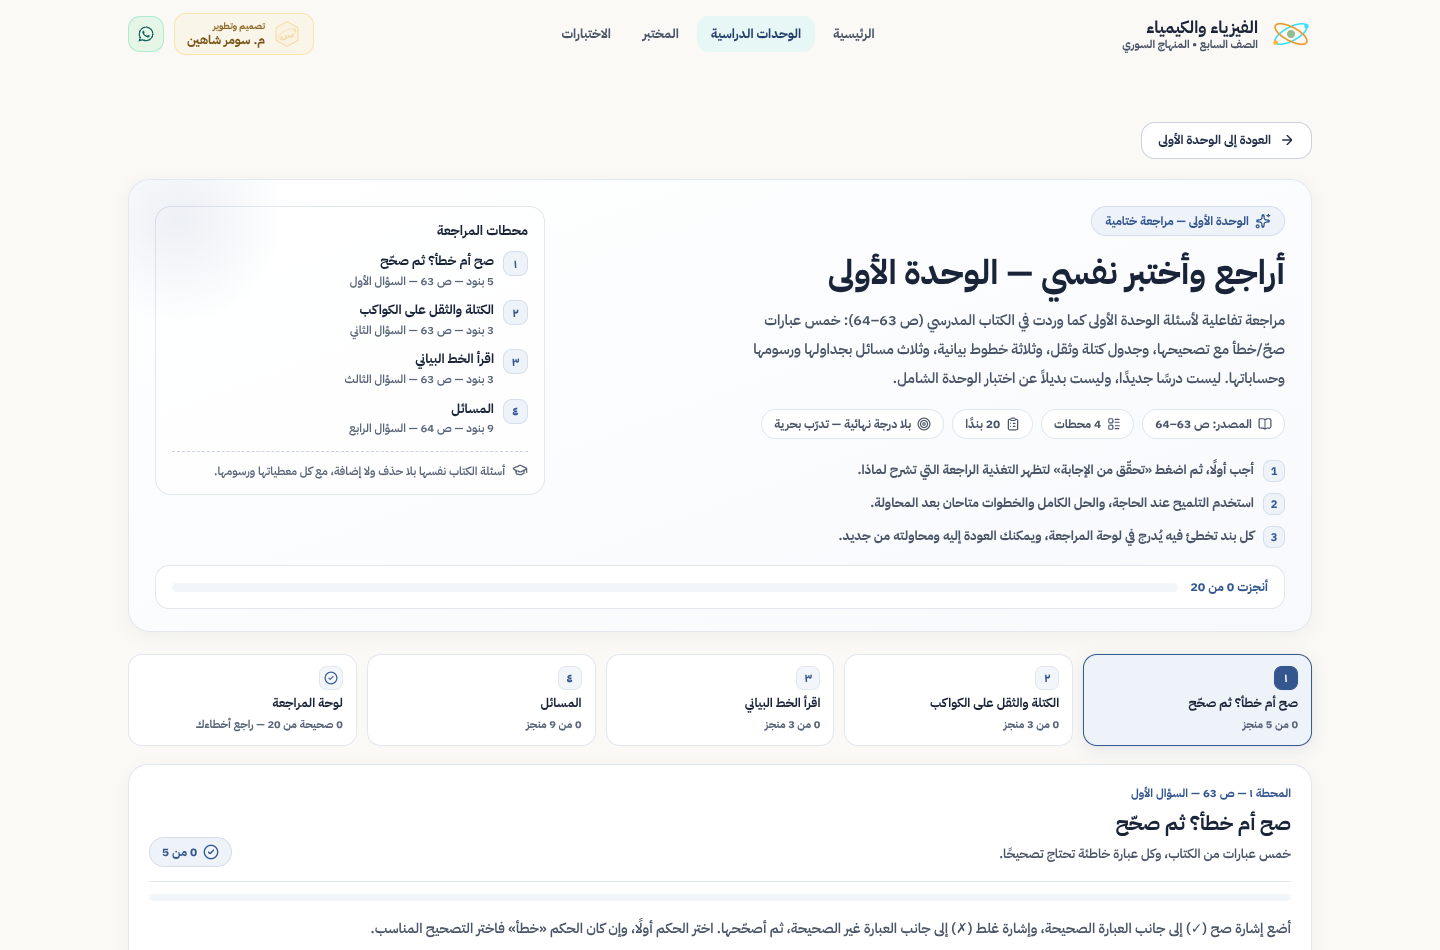 الفيزياء والكيمياء
الصف السابع • المنهاج السوري
الرئيسية
الوحدات الدراسية
المختبر
الاختبارات
تصميم وتطوير
م. سومر شاهين
العودة إلى الوحدة الأولى
الوحدة الأولى — مراجعة ختامية
أراجع وأختبر نفسي — الوحدة الأولى
مراجعة تفاعلية لأسئلة الوحدة الأولى كما وردت في الكتاب المدرسي (ص 63–64): خمس عبارات
صحّ/خطأ مع تصحيحها، وجدول كتلة وثقل، وثلاثة خطوط بيانية، وثلاث مسائل بجداولها ورسومها
وحساباتها. ليست درسًا جديدًا، وليست بديلاً عن اختبار الوحدة الشامل.
المصدر: ص 63–64
4 محطات
20 بندًا
بلا درجة نهائية — تدرّب بحرية
1 أجب أولًا، ثم اضغط «تحقّق من الإجابة» لتظهر التغذية الراجعة التي تشرح لماذا.
2 استخدم التلميح عند الحاجة، والحل الكامل والخطوات متاحان بعد المحاولة.
3 كل بند تخطئ فيه يُدرج في لوحة المراجعة، ويمكنك العودة إليه ومحاولته من جديد.
محطات المراجعة
١ صح أم خطأ؟ ثم صحّح
5 بنود — ص 63 — السؤال الأول
٢ الكتلة والثقل على الكواكب
3 بنود — ص 63 — السؤال الثاني
٣ اقرأ الخط البياني
3 بنود — ص 63 — السؤال الثالث
٤ المسائل
9 بنود — ص 64 — السؤال الرابع
أسئلة الكتاب نفسها بلا حذف ولا إضافة، مع كل معطياتها ورسومها.
أنجزت 0 من 20
١
صح أم خطأ؟ ثم صحّح
0 من 5 منجز
٢
الكتلة والثقل على الكواكب
0 من 3 منجز
٣
اقرأ الخط البياني
0 من 3 منجز
٤
المسائل
0 من 9 منجز
لوحة المراجعة
0 صحيحة من 20 — راجع أخطاءك
المحطة ١ — ص 63 — السؤال الأول
صح أم خطأ؟ ثم صحّح
خمس عبارات من الكتاب، وكل عبارة خاطئة تحتاج تصحيحًا.
0 من 5
أضع إشارة صح (✓) إلى جانب العبارة الصحيحة، وإشارة غلط (✗) إلى جانب العبارة غير الصحيحة، ثم أصحّحها. اختر الحكم أولًا، وإن كان الحكم «خطأ» فاختر التصحيح المناسب.